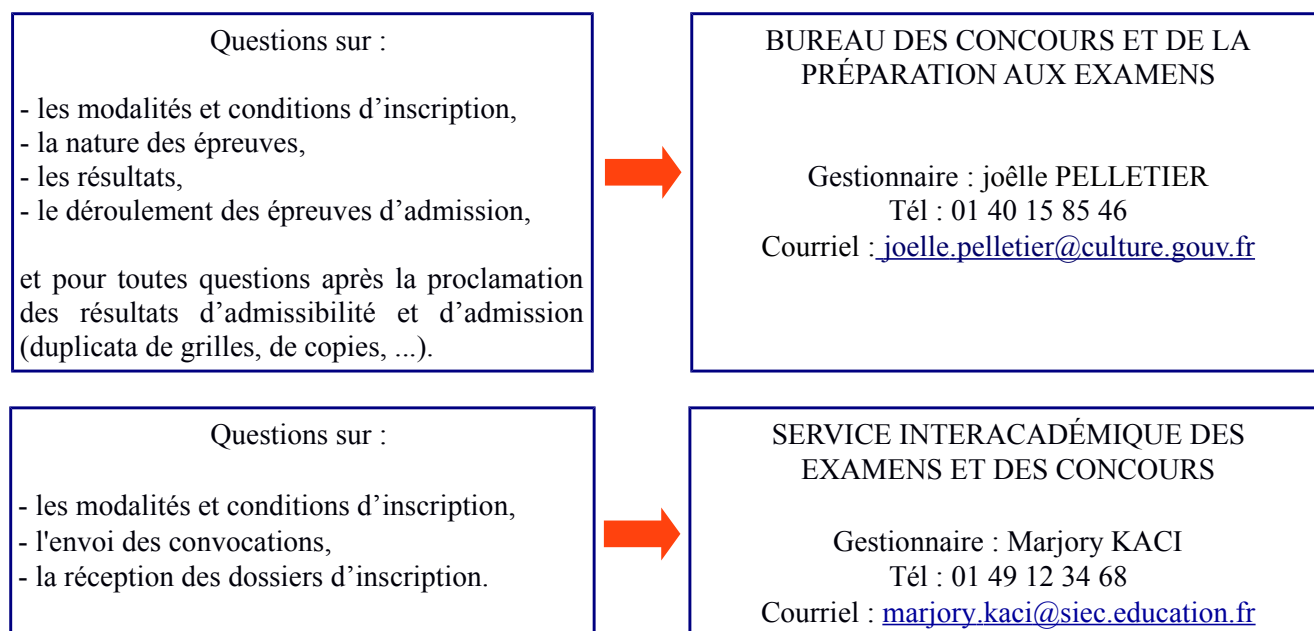 Questions sur :
- les modalités et conditions d’inscription,
- la nature des épreuves,
- les résultats,
- le déroulement des épreuves d’admission,
et pour toutes questions après la proclamation
des résultats d’admissibilité et d’admission
(duplicata de grilles, de copies, ...).
BUREAU DES CONCOURS ET DE LA
PRÉPARATION AUX EXAMENS
Gestionnaire : joêlle PELLETIER
Tél : 01 40 15 85 46
Courriel : joelle.pelletier@culture.gouv.fr
Questions sur :
- les modalités et conditions d’inscription,
- l'envoi des convocations,
- la réception des dossiers d’inscription.
SERVICE INTERACADÉMIQUE DES
EXAMENS ET DES CONCOURS
Gestionnaire : Marjory KACI
Tél : 01 49 12 34 68
Courriel : marjory.kaci@siec.education.fr